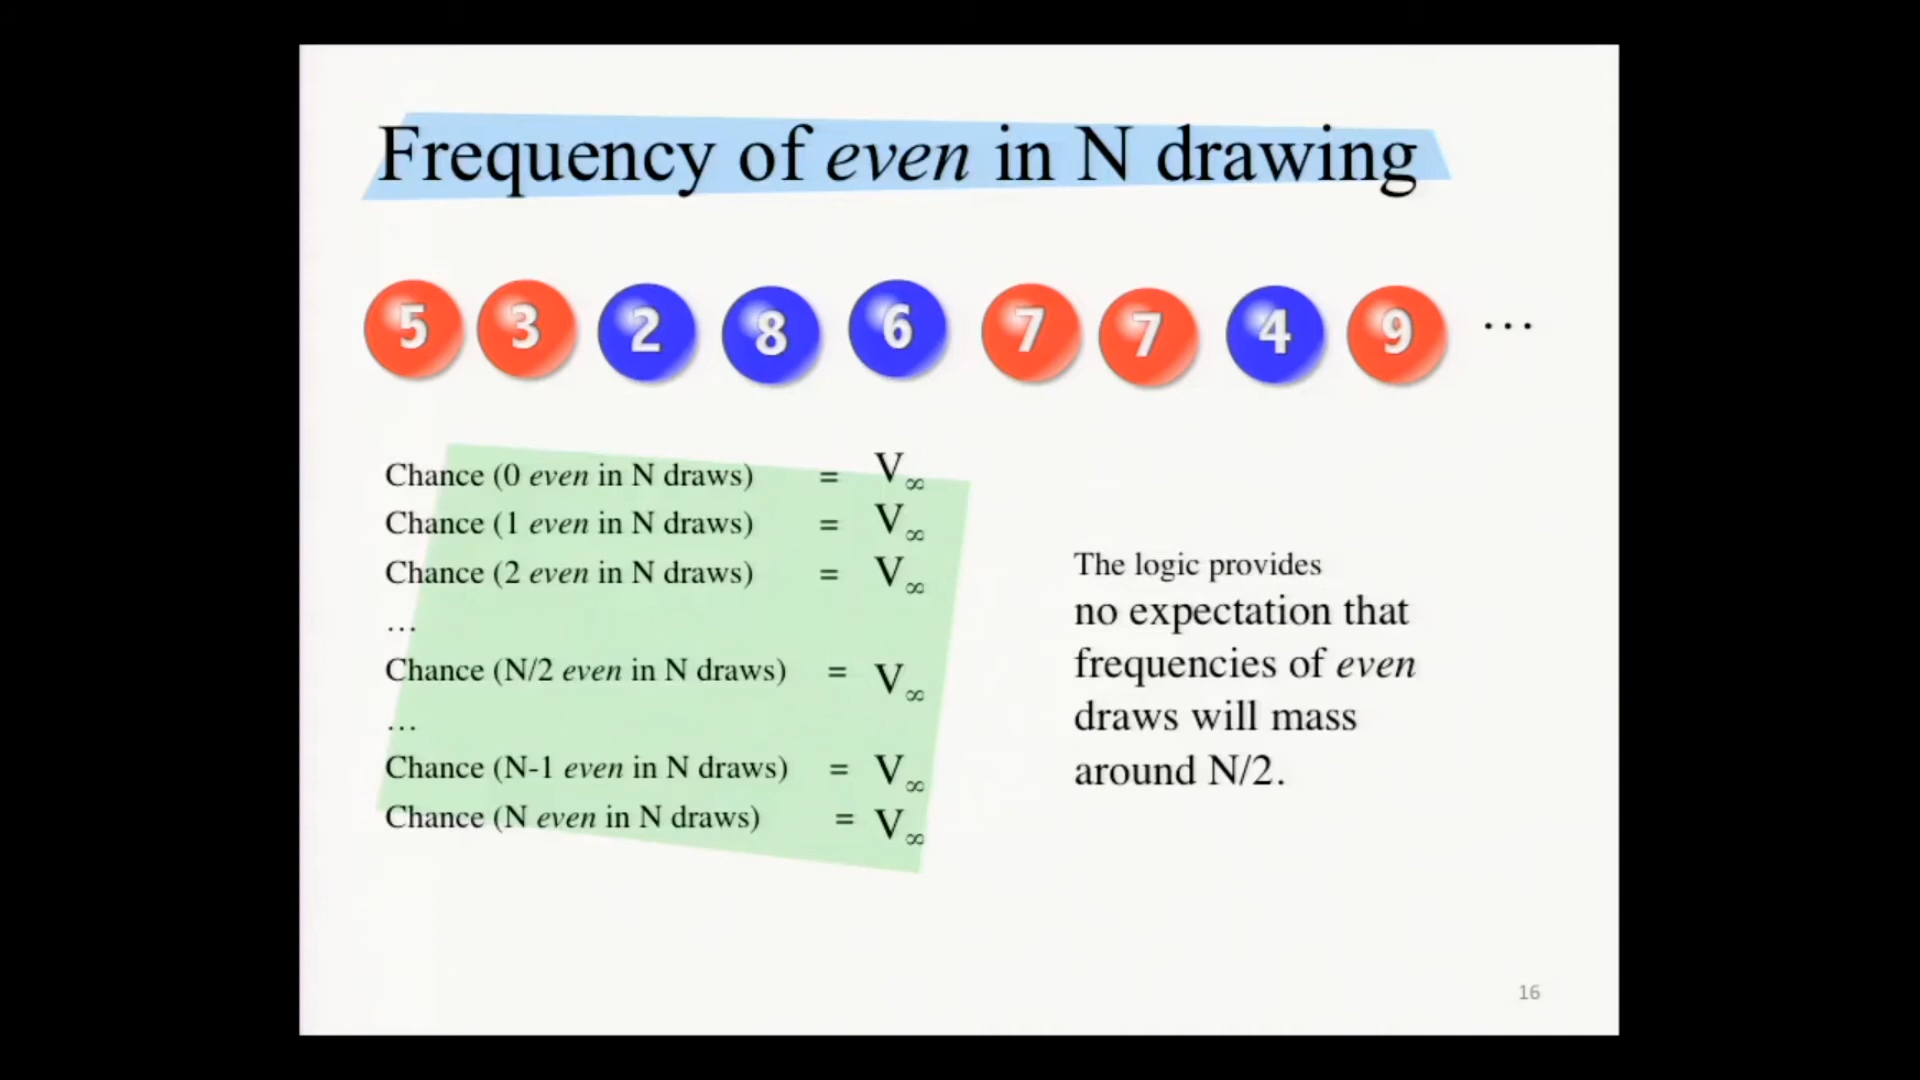 Frequency of even in N drawing
5 3 2 8 6 7 7 4 9 ...
Chance (0 even in N draws) = V∞
Chance (1 even in N draws) = V∞
Chance (2 even in N draws) = V∞
...
Chance (N/2 even in N draws) = V∞
...
Chance (N-1 even in N draws) = V∞
Chance (N even in N draws) = V∞
The logic provides
no expectation that
frequencies of even
draws will mass
around N/2.
16